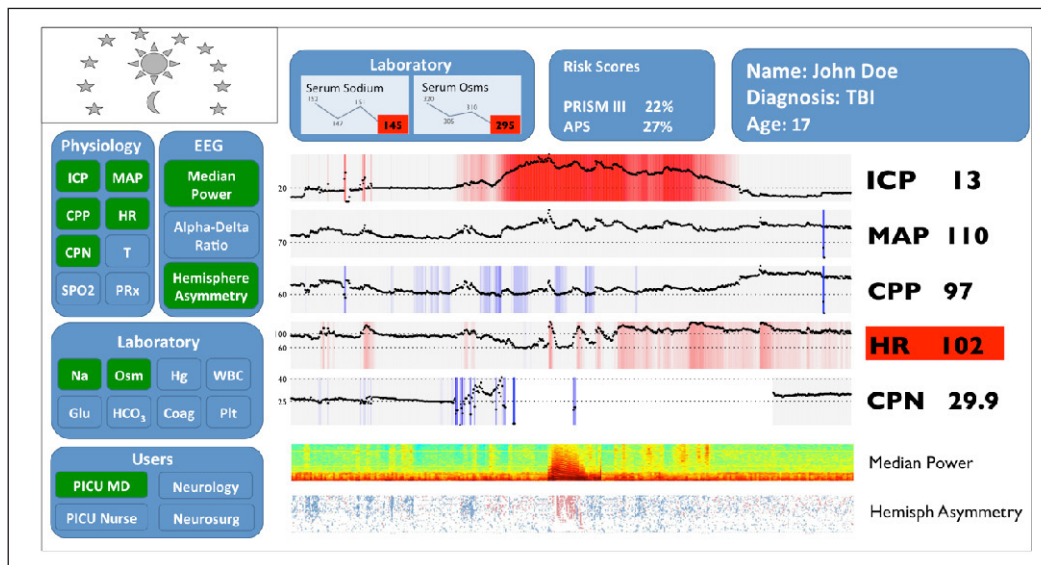 Laboratory
Serum Sodium
153
147
151
145
Serum Osms
320
305
310
295
Risk Scores
PRISM III 22%
APS 27%
Name: John Doe
Diagnosis: TBI
Age: 17
Physiology
ICP MAP
CPP HR
CPN T
SPO2 PRx
EEG
Median
Power
Alpha-Delta
Ratio
Hemisphere
Asymmetry
Laboratory
Na Osm Hg WBC
Glu HCO3 Coag Plt
Users
PICU MD Neurology
PICU Nurse Neurosurg
20
ICP 13
70
MAP 110
60
CPP 97
100
60
HR 102
40
25
CPN 29.9
Median Power
Hemisph Asymmetry